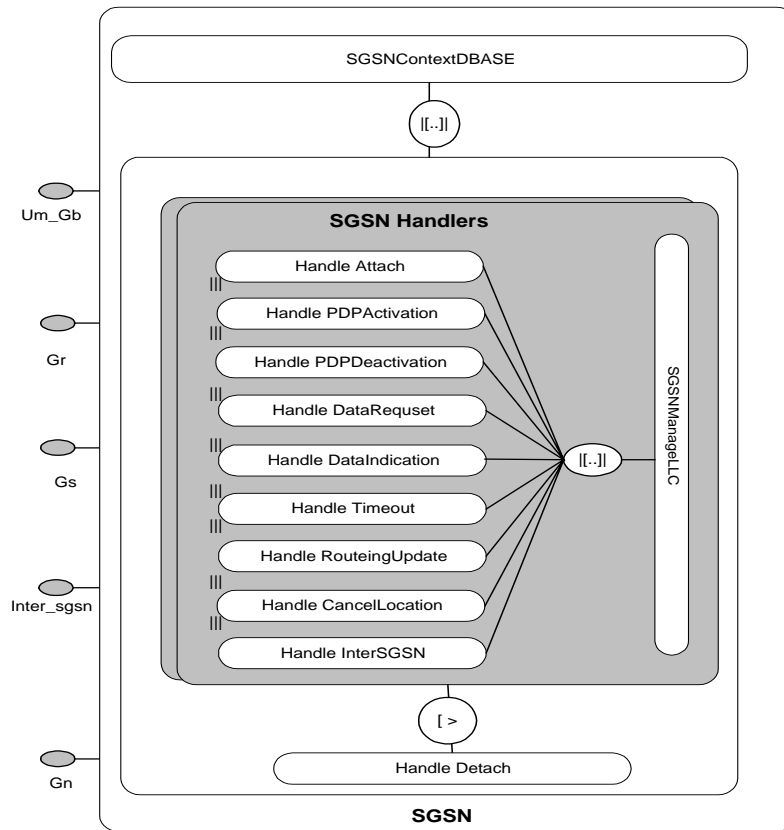 SGSNContextDBASE
|[..]|
Um_Gb
SGSN Handlers
Handle Attach
|||
Handle PDPActivation
|||
Gr
Handle PDPDeactivation
|||
Handle DataRequset
|||
Gs
Handle DataIndication
|[..]|
SGSNManageLLC
|||
Handle Timeout
|||
Handle RouteingUpdate
|||
Inter_sgsn
Handle CancelLocation
|||
Handle InterSGSN
[ >
Handle Detach
Gn
SGSN